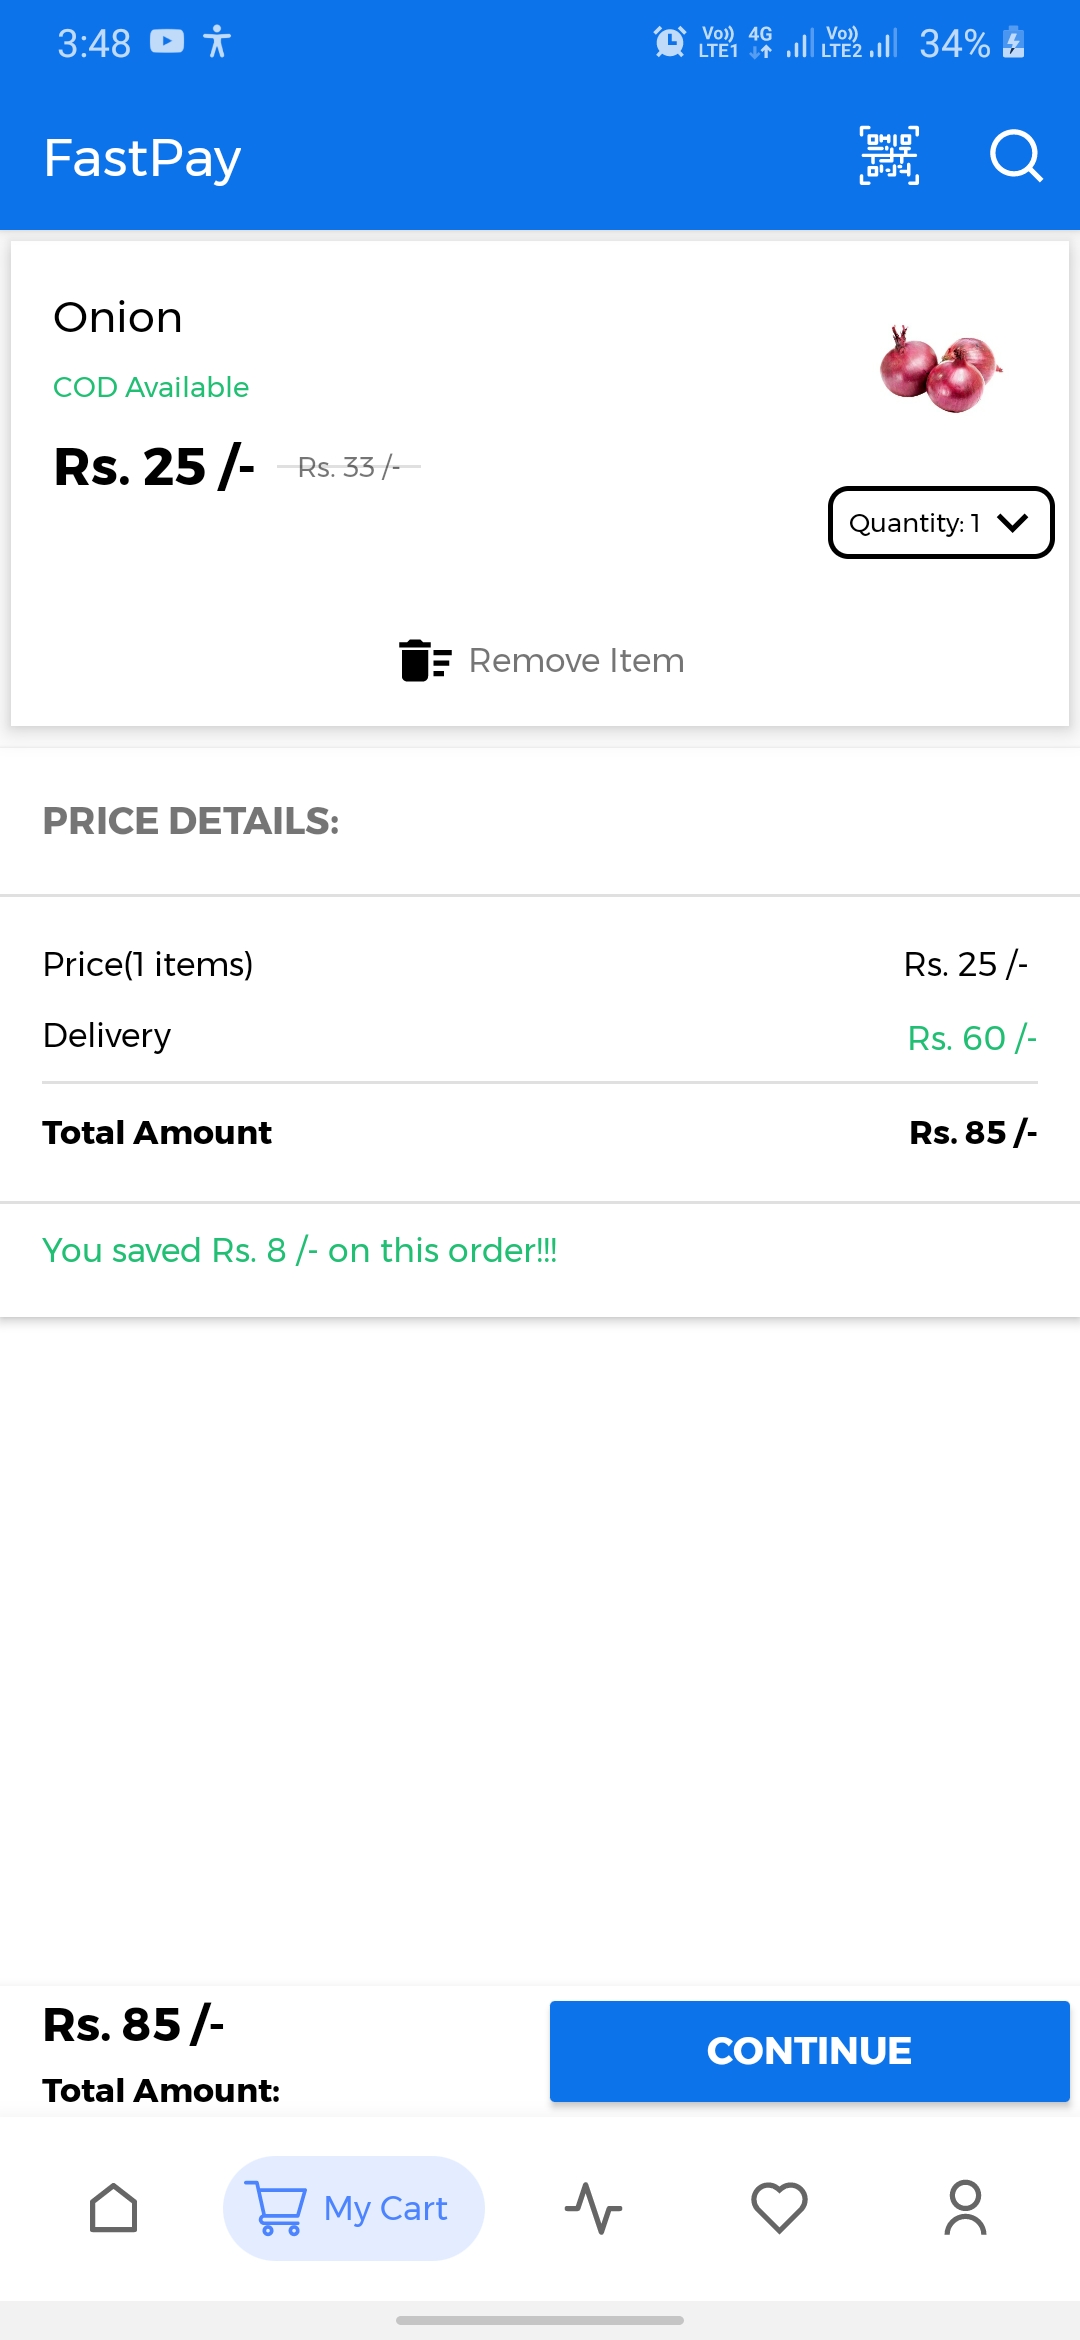 3:48 Vo)) LTE1 4G Vo)) LTE2 34%
FastPay
Onion
COD Available
Rs. 25 /- Rs. 33 /-
Quantity: 1
Remove Item
PRICE DETAILS:
Price(1 items) Rs. 25 /-
Delivery Rs. 60 /-
Total Amount Rs. 85 /-
You saved Rs. 8 /- on this order!!!
Rs. 85 /-
CONTINUE
Total Amount:
My Cart